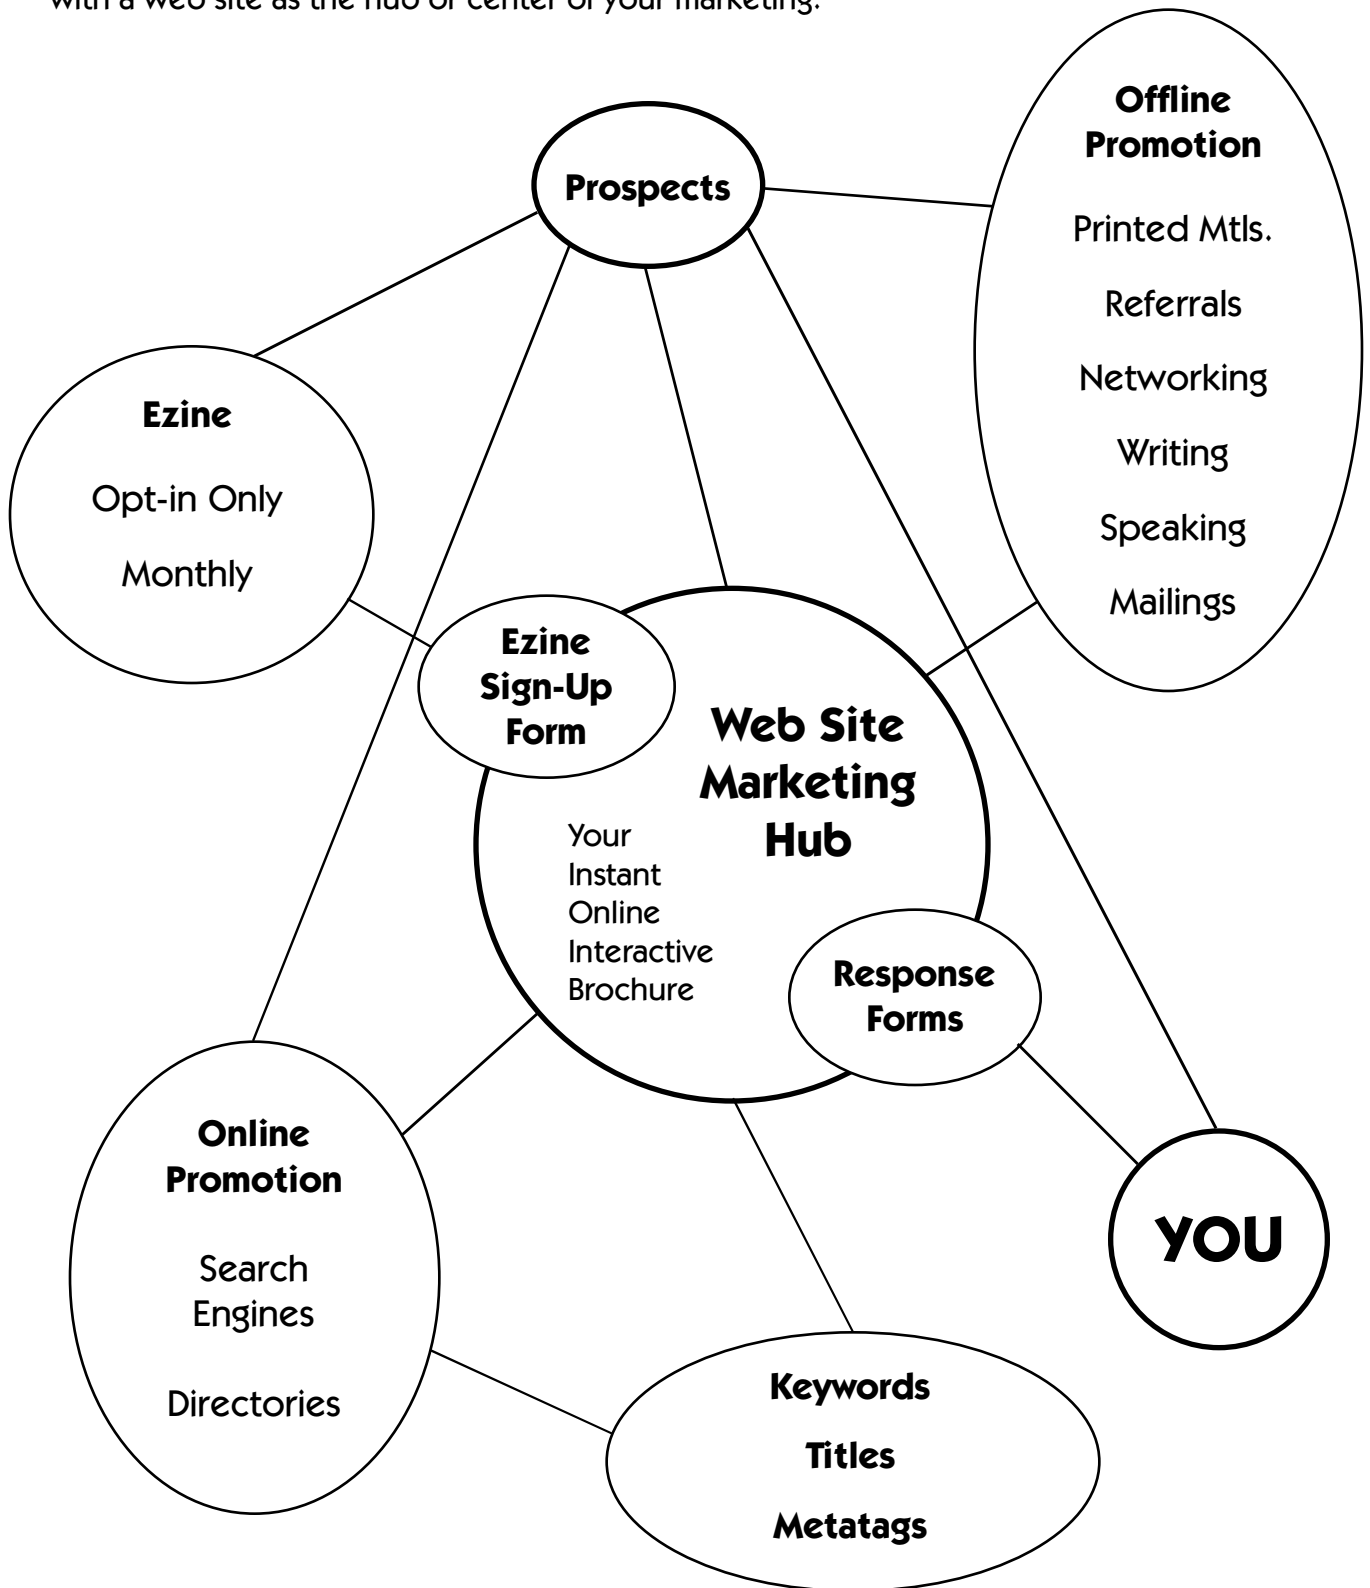 with a web site as the hub or center of your marketing.
Offline
Promotion
Printed Mtls.
Referrals
Networking
Writing
Speaking
Mailings
Prospects
Ezine
Opt-in Only
Monthly
Ezine
Sign-Up
Form
Web Site
Marketing
Hub
Your
Instant
Online
Interactive
Brochure
Response
Forms
Online
Promotion
Search
Engines
Directories
YOU
Keywords
Titles
Metatags